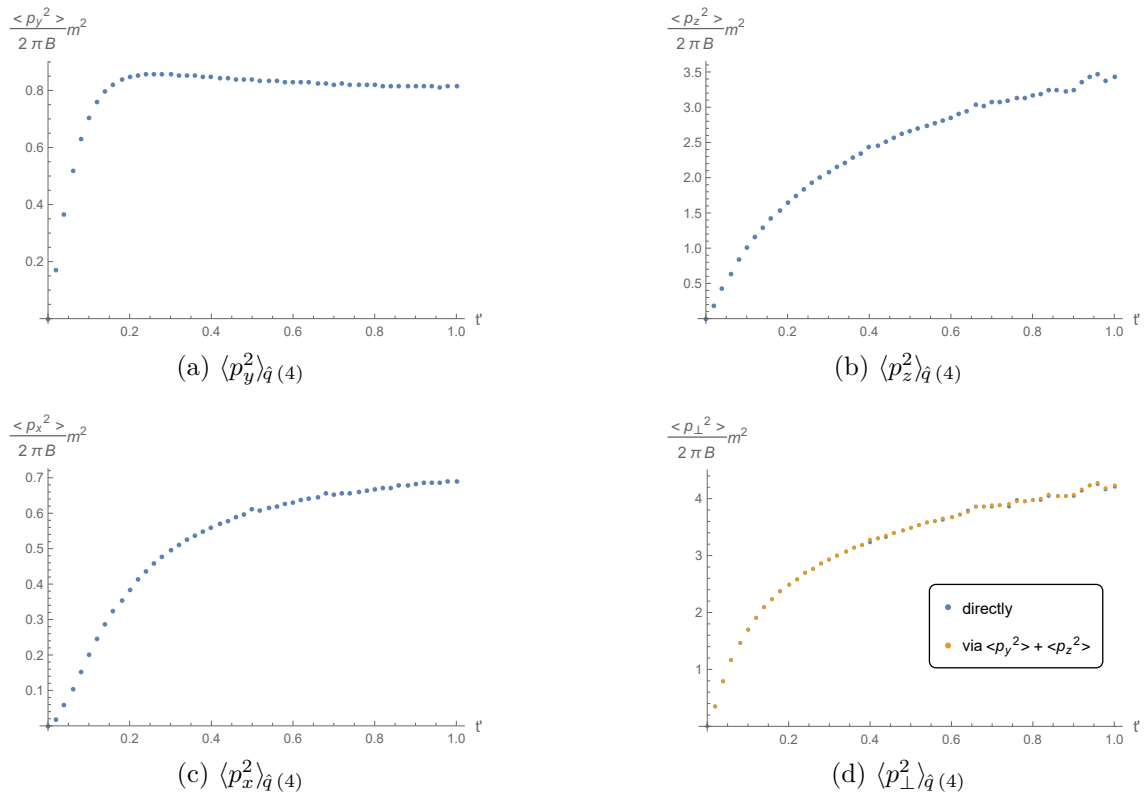 < p_y^2 > / 2 π B m^2
0.8
0.6
0.4
0.2
0.2 0.4 0.6 0.8 1.0 t'
(a) ⟨p_y^2⟩_{q̂ (4)}
< p_z^2 > / 2 π B m^2
3.5
3.0
2.5
2.0
1.5
1.0
0.5
0.2 0.4 0.6 0.8 1.0 t'
(b) ⟨p_z^2⟩_{q̂ (4)}
< p_x^2 > / 2 π B m^2
0.7
0.6
0.5
0.4
0.3
0.2
0.1
0.2 0.4 0.6 0.8 1.0 t'
(c) ⟨p_x^2⟩_{q̂ (4)}
< p_⊥^2 > / 2 π B m^2
4
3
2
1
0.2 0.4 0.6 0.8 1.0 t'
directly
via <p_y^2> + <p_z^2>
(d) ⟨p_⊥^2⟩_{q̂ (4)}